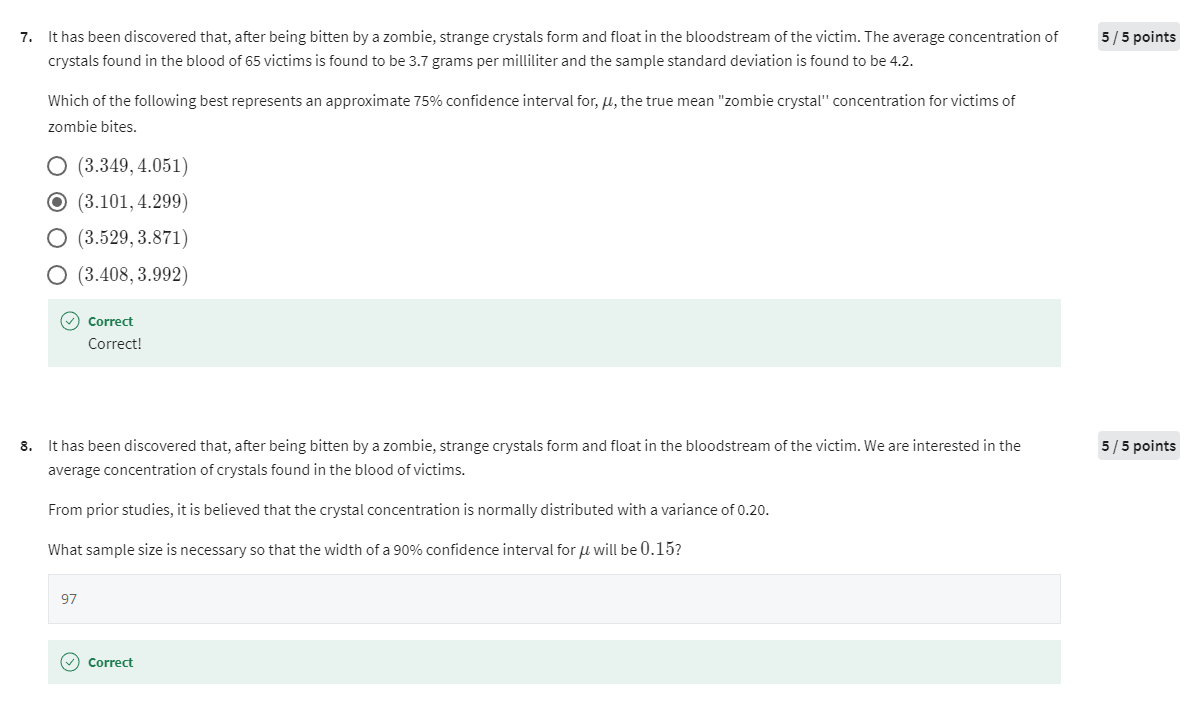 7. It has been discovered that, after being bitten by a zombie, strange crystals form and float in the bloodstream of the victim. The average concentration of
5 / 5 points
crystals found in the blood of 65 victims is found to be 3.7 grams per milliliter and the sample standard deviation is found to be 4.2.
Which of the following best represents an approximate 75% confidence interval for, μ, the true mean "zombie crystal'' concentration for victims of
zombie bites.
(3.349, 4.051)
(3.101, 4.299)
(3.529, 3.871)
(3.408, 3.992)
Correct
Correct!
8. It has been discovered that, after being bitten by a zombie, strange crystals form and float in the bloodstream of the victim. We are interested in the
5 / 5 points
average concentration of crystals found in the blood of victims.
From prior studies, it is believed that the crystal concentration is normally distributed with a variance of 0.20.
What sample size is necessary so that the width of a 90% confidence interval for μ will be 0.15?
97
Correct